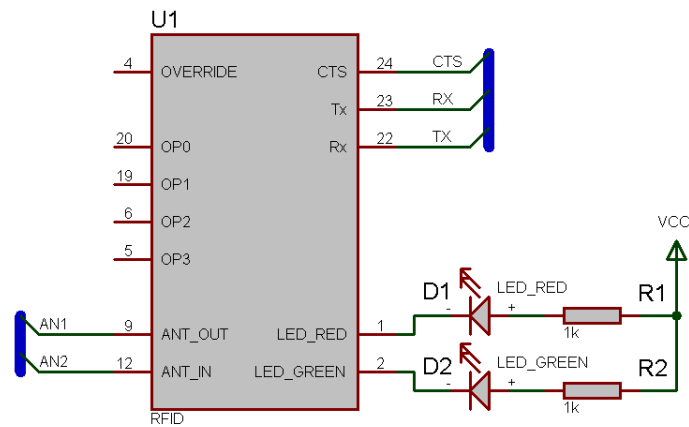 U1
4 OVERRIDE CTS 24 CTS
Tx 23 RX
20 OP0 Rx 22 TX
19 OP1
6 OP2
5 OP3
VCC
D1 - + LED_RED R1
AN1 9 ANT_OUT LED_RED 1 1k
D2 - + LED_GREEN R2
AN2 12 ANT_IN LED_GREEN 2 1k
RFID